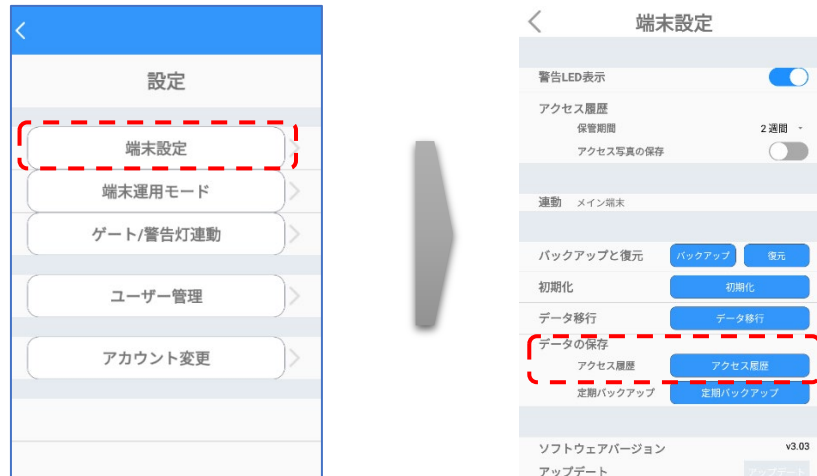 設定
端末設定
端末運用モード
ゲート/警告灯連動
ユーザー管理
アカウント変更
端末設定
警告LED表示
アクセス履歴
保管期間 2週間
アクセス写真の保存
連動 メイン端末
バックアップと復元 バックアップ 復元
初期化 初期化
データ移行 データ移行
データの保存
アクセス履歴 アクセス履歴
定期バックアップ 定期バックアップ
ソフトウェアバージョン v3.03
アップデート アップデート